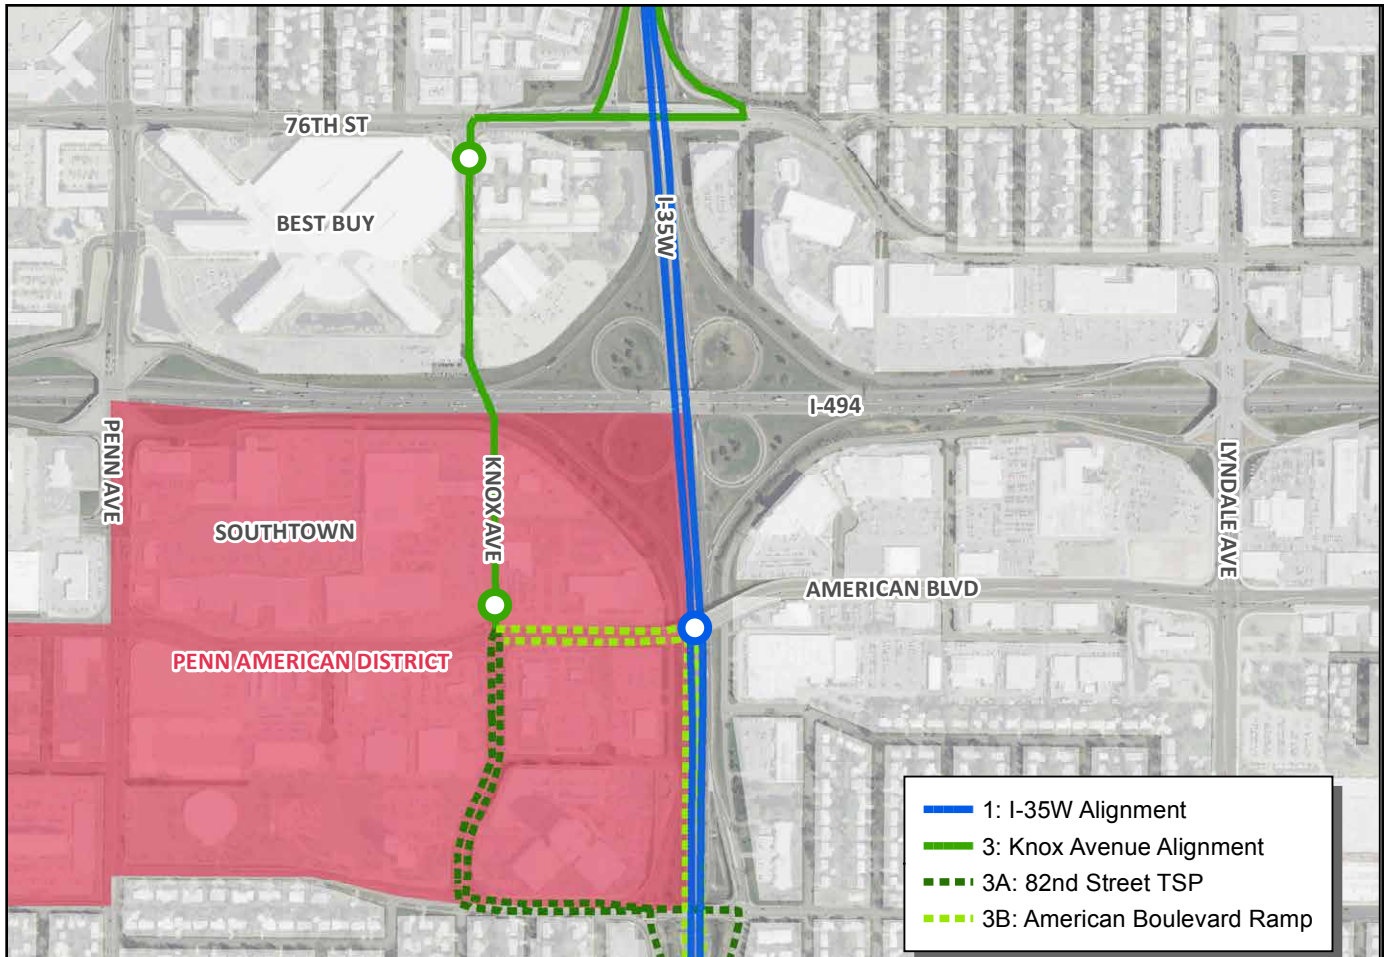 76TH ST
BEST BUY
I-35W
I-494
PENN AVE
KNOX AVE
LYNDALE AVE
SOUTHTOWN
AMERICAN BLVD
PENN AMERICAN DISTRICT
1: I-35W Alignment
3: Knox Avenue Alignment
3A: 82nd Street TSP
3B: American Boulevard Ramp